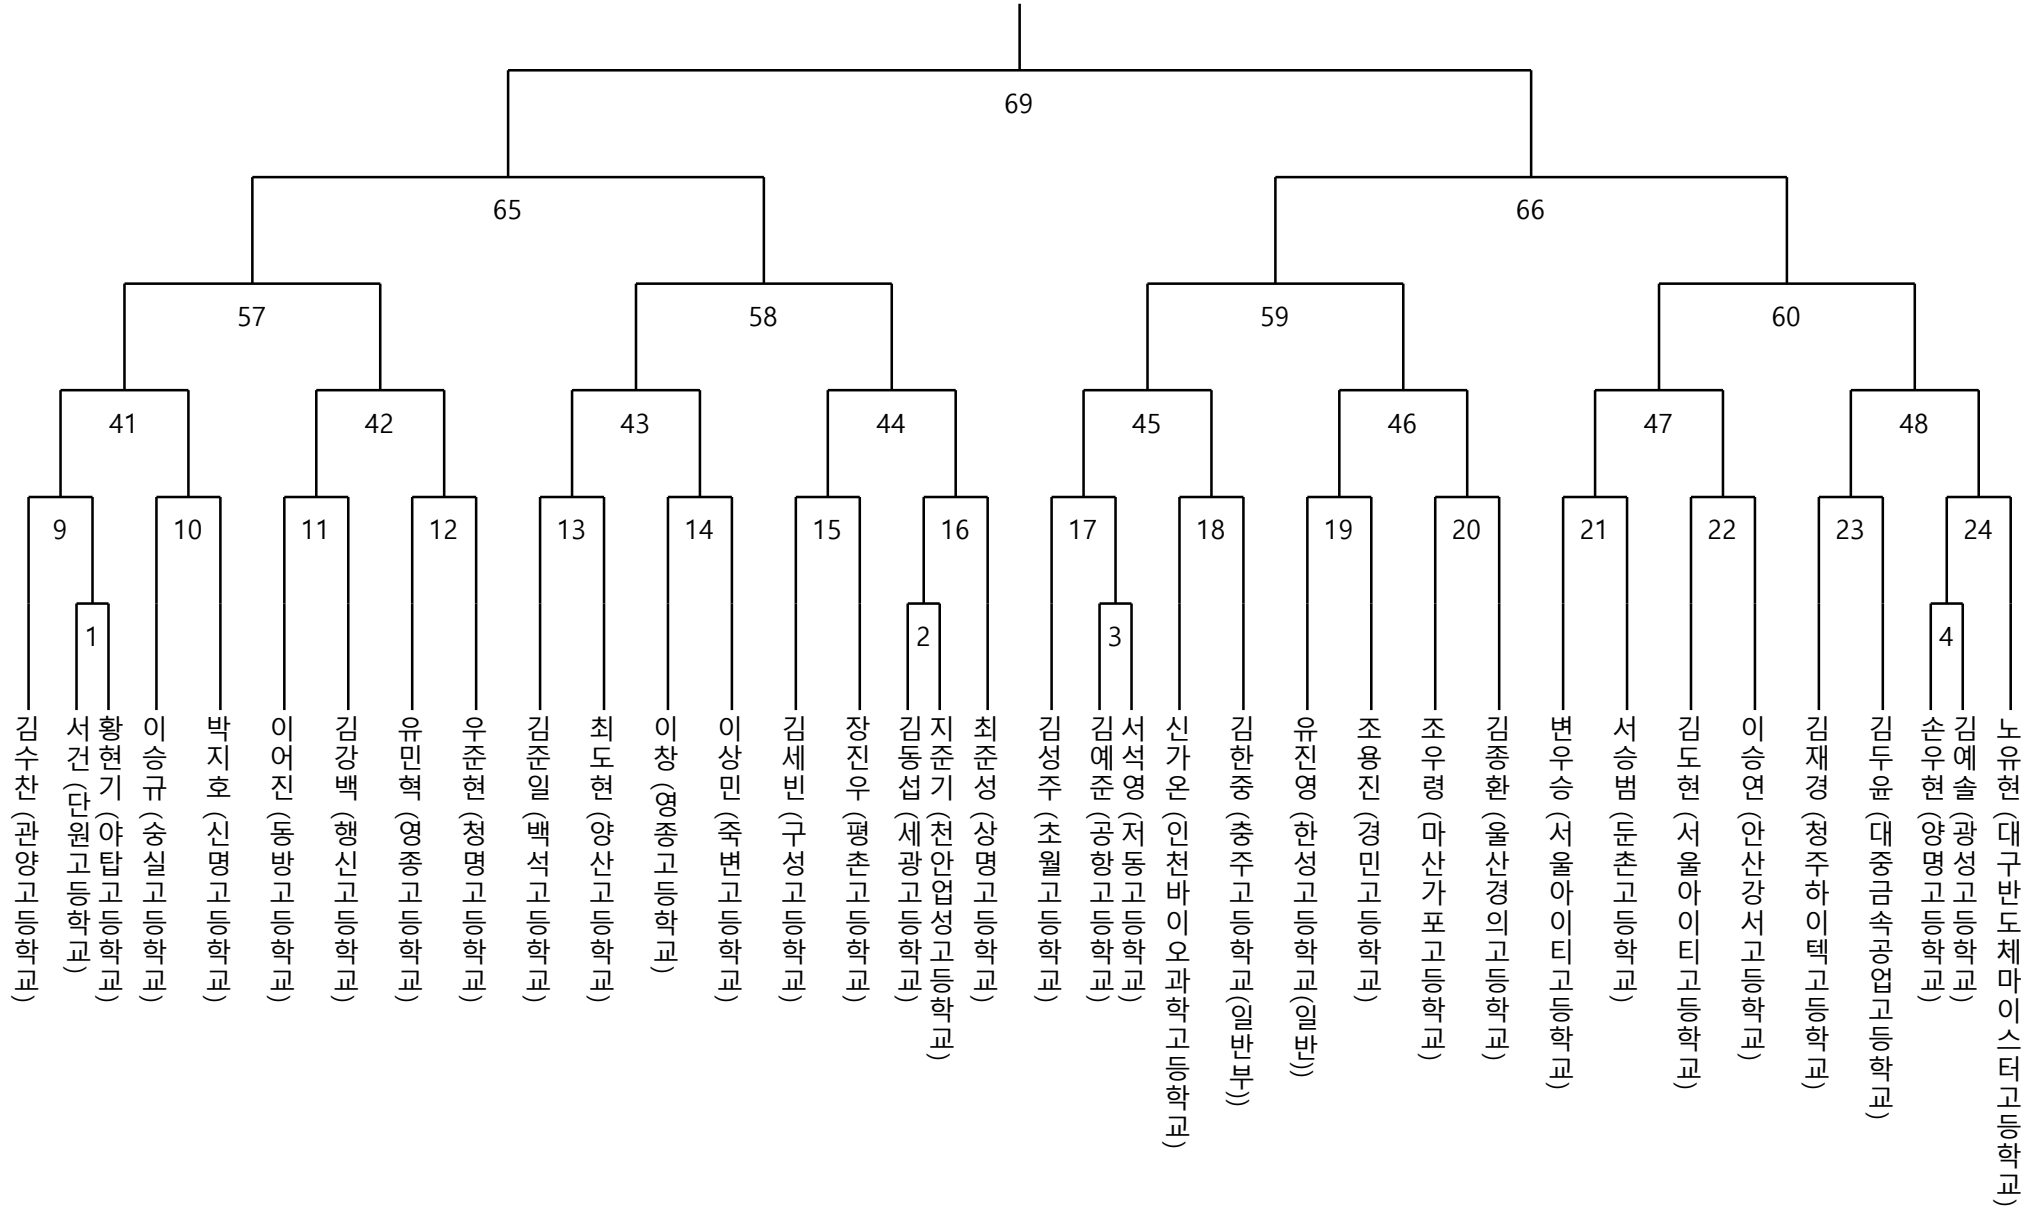 69
65
66
57
58
59
60
41
42
43
44
45
46
47
48
9
10
11
12
13
14
15
16
17
18
19
20
21
22
23
24
1
2
3
4
김수찬 (관양고등학교)
서건 (단원고등학교)
황현기 (야탑고등학교)
이승규 (숭실고등학교)
박지호 (신명고등학교)
이어진 (동방고등학교)
김강백 (행신고등학교)
유민혁 (영종고등학교)
우준현 (청명고등학교)
김준일 (백석고등학교)
최도현 (양산고등학교)
이창 (영종고등학교)
이상민 (죽변고등학교)
김세빈 (구성고등학교)
장진우 (평촌고등학교)
김동섭 (세광고등학교)
지준기 (천안업성고등학교)
최준성 (상명고등학교)
김성주 (초월고등학교)
김예준 (공항고등학교)
서석영 (저동고등학교)
신가온 (인천바이오과학고등학교)
김한중 (충주고등학교(일반부))
유진영 (한성고등학교(일반))
조용진 (경민고등학교)
조우령 (마산가포고등학교)
김종환 (울산경의고등학교)
변우승 (서울아이티고등학교)
서승범 (둔촌고등학교)
김도현 (서울아이티고등학교)
이승연 (안산강서고등학교)
김재경 (청주하이텍고등학교)
김두윤 (대중금속공업고등학교)
손우현 (양명고등학교)
김예솔 (광성고등학교)
노유현 (대구반도체마이스터고등학교)